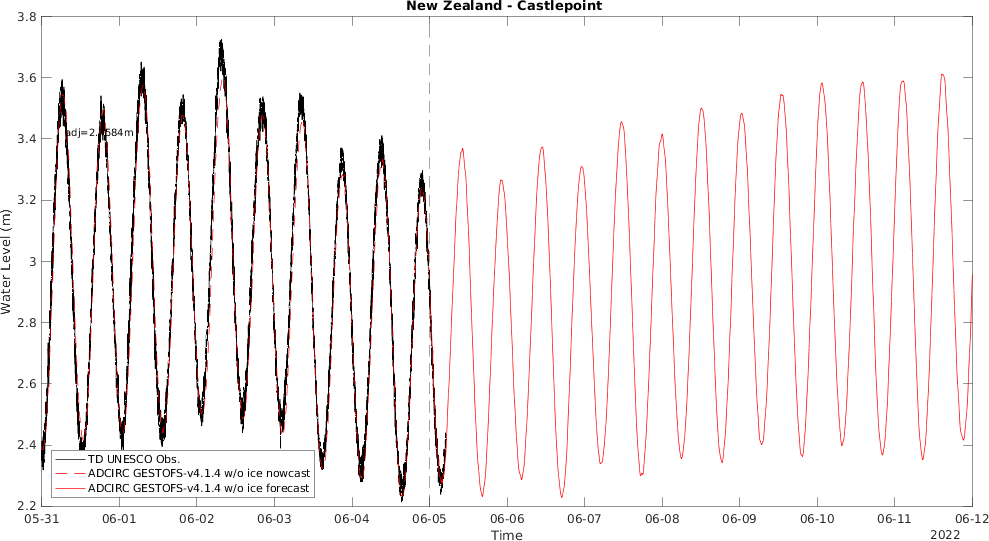 New Zealand - Castlepoint
3.8
3.6
3.4
3.2
3
2.8
2.6
2.4
2.2
Water Level (m)
TD UNESCO Obs.
ADCIRC GESTOFS-v4.1.4 w/o ice nowcast
ADCIRC GESTOFS-v4.1.4 w/o ice forecast
05-31 06-01 06-02 06-03 06-04 06-05 06-06 06-07 06-08 06-09 06-10 06-11 06-12
Time
2022